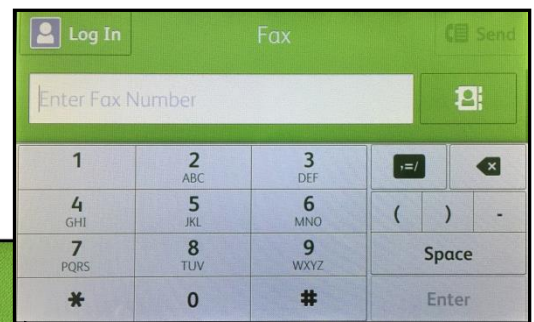 Log In Fax Send
Enter Fax Number
1 2 3 ,=/
ABC DEF
4 5 6 ( ) -
GHI JKL MNO
7 8 9 Space
PQRS TUV WXYZ
* 0 # Enter